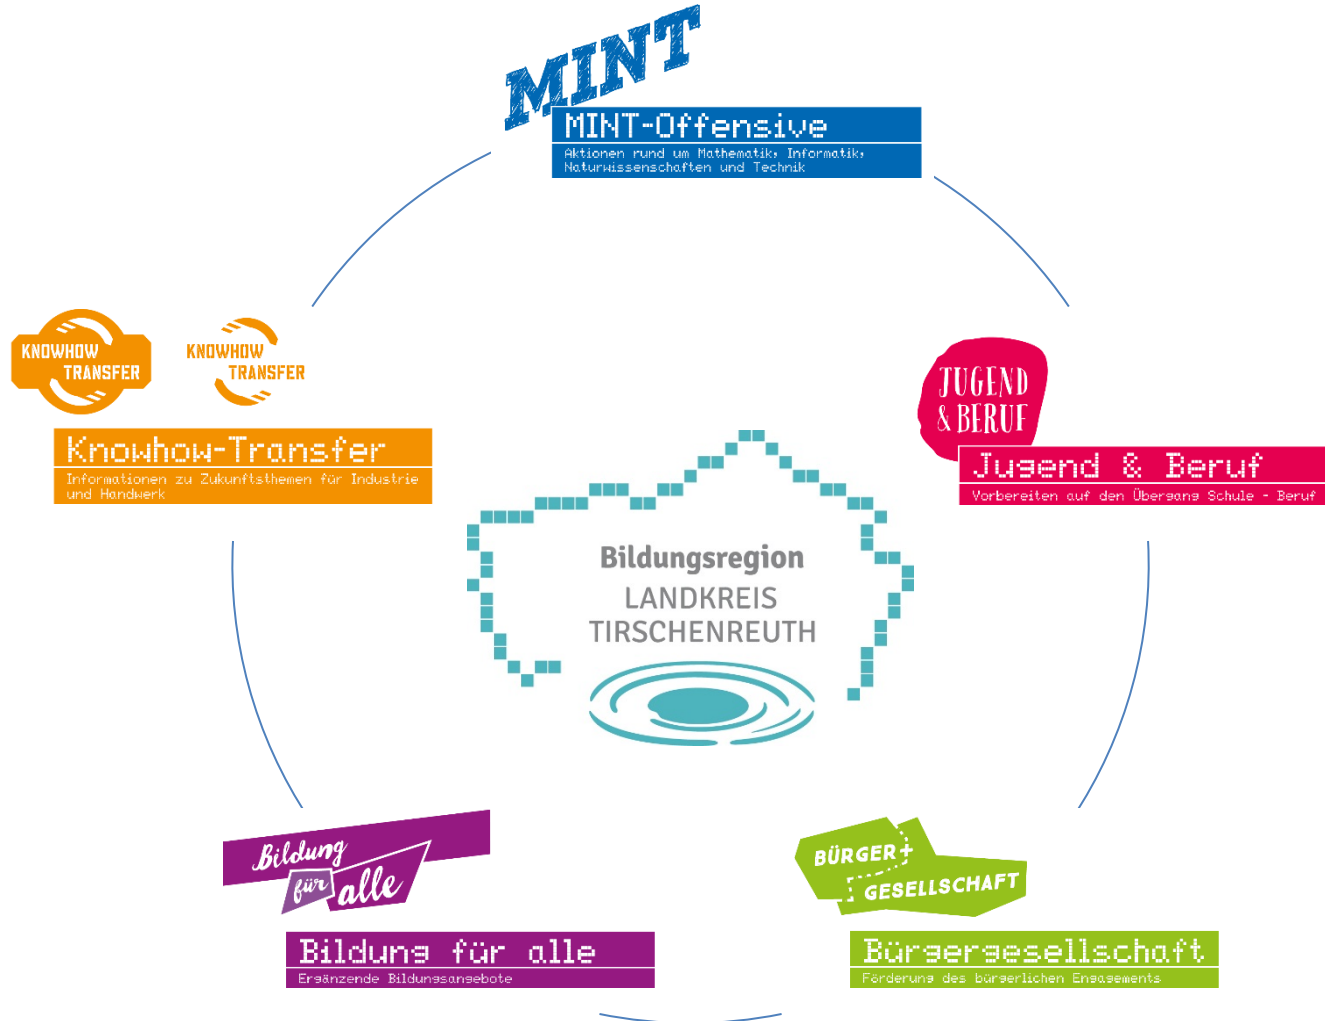 MINT
MINT-Offensive
Aktionen rund um Mathematik, Informatik,
Naturwissenschaften und Technik
KNOWHOW
TRANSFER
KNOWHOW
TRANSFER
Knowhow-Transfer
Informationen zu Zukunftsthemen für Industrie
und Handwerk
JUGEND
& BERUF
Jugend & Beruf
Vorbereiten auf den Übergang Schule - Beruf
Bildungsregion
LANDKREIS
TIRSCHENREUTH
Bildung
für alle
Bildung für alle
Ergänzende Bildungsangebote
BÜRGER+
GESELLSCHAFT
Bürgergesellschaft
Förderung des bürgerlichen Engagements